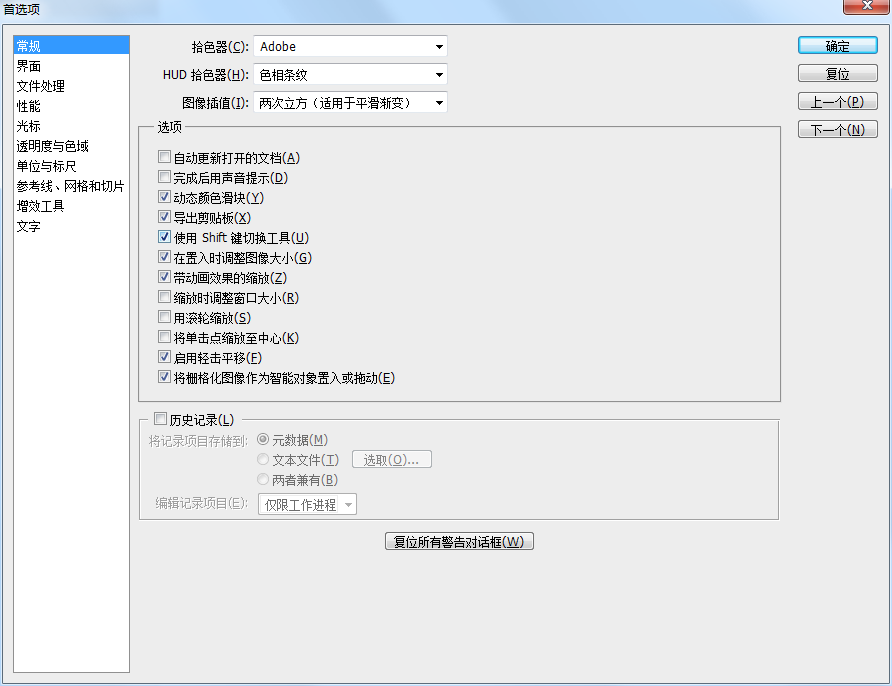 首选项
常规
界面
文件处理
性能
光标
透明度与色域
单位与标尺
参考线、网格和切片
增效工具
文字
拾色器(C): Adobe
HUD 拾色器(H): 色相条纹
图像插值(I): 两次立方（适用于平滑渐变）
选项
自动更新打开的文档(A)
完成后用声音提示(D)
动态颜色滑块(Y)
导出剪贴板(X)
使用 Shift 键切换工具(U)
在置入时调整图像大小(G)
带动画效果的缩放(Z)
缩放时调整窗口大小(R)
用滚轮缩放(S)
将单击点缩放至中心(K)
启用轻击平移(F)
将栅格化图像作为智能对象置入或拖动(E)
历史记录(L)
将记录项目存储到: 元数据(M)
文本文件(T) 选取(O)...
两者兼有(B)
编辑记录项目(E): 仅限工作进程
复位所有警告对话框(W)
确定
复位
上一个(P)
下一个(N)